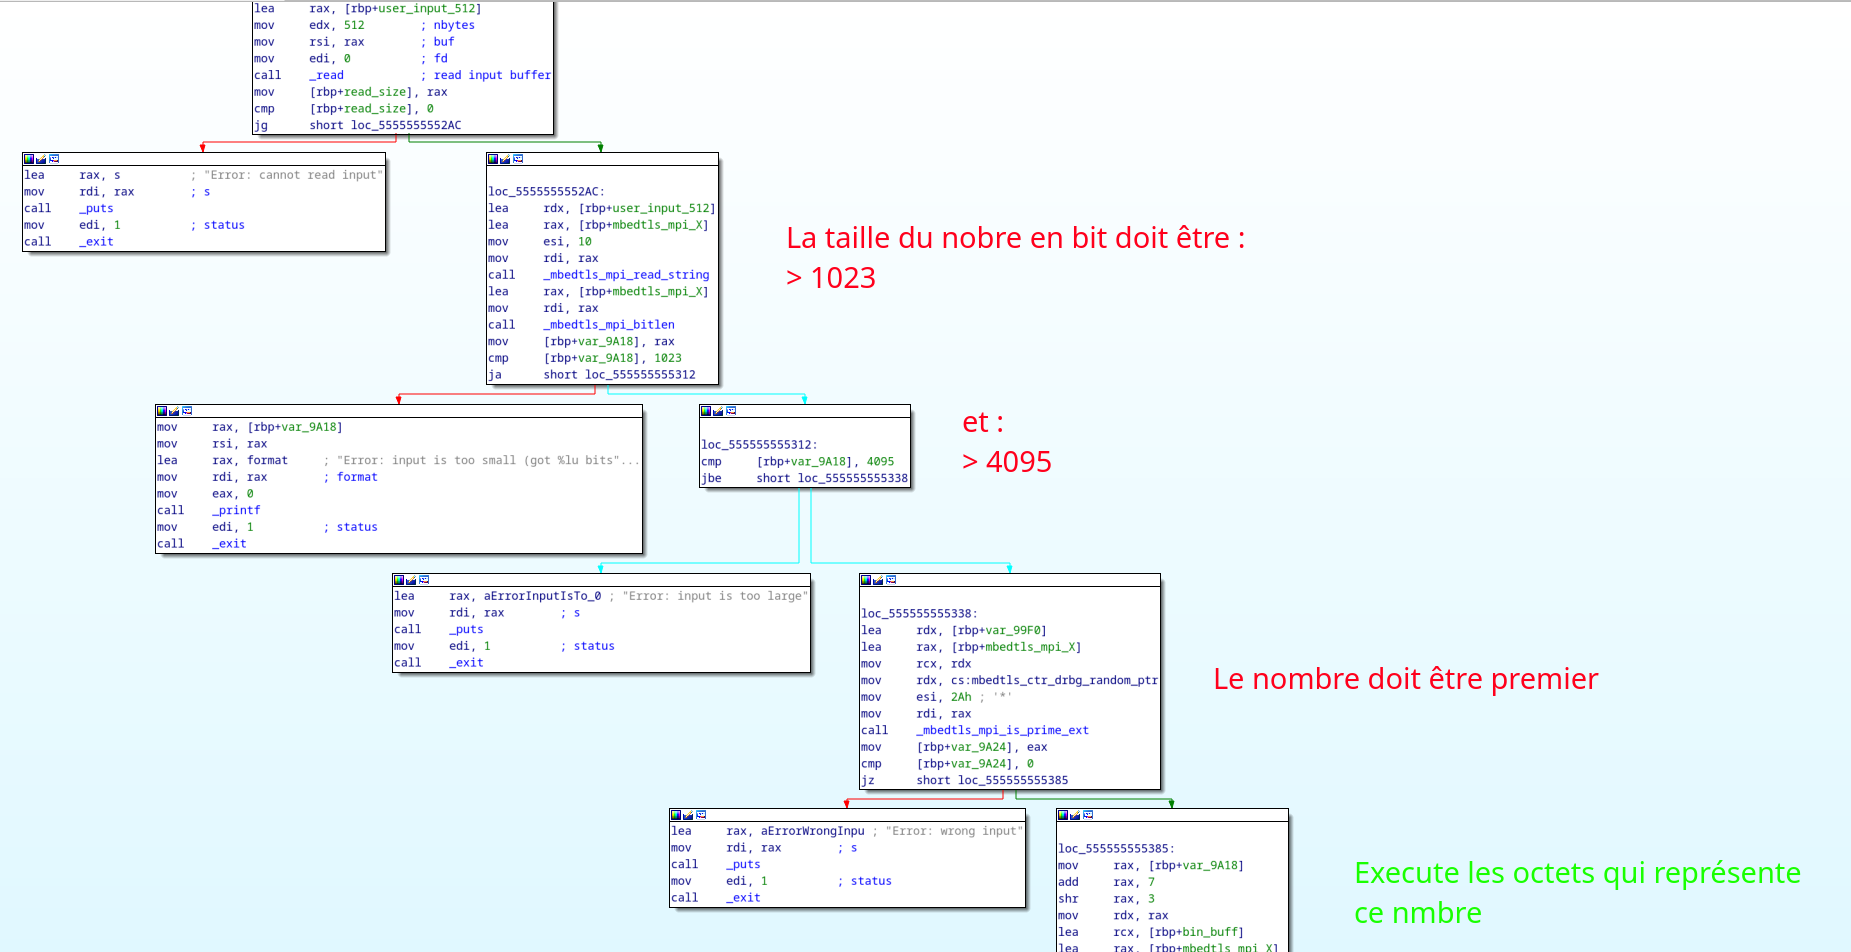 lea rax, [rbp+user_input_512]
mov edx, 512 ; nbytes
mov rsi, rax ; buf
mov edi, 0 ; fd
call _read ; read input buffer
mov [rbp+read_size], rax
cmp [rbp+read_size], 0
jg short loc_5555555552AC
lea rax, s ; "Error: cannot read input"
mov rdi, rax ; s
call _puts
mov edi, 1 ; status
call _exit
loc_5555555552AC:
lea rdx, [rbp+user_input_512]
lea rax, [rbp+mbedtls_mpi_X]
mov esi, 10
mov rdi, rax
call _mbedtls_mpi_read_string
lea rax, [rbp+mbedtls_mpi_X]
mov rdi, rax
call _mbedtls_mpi_bitlen
mov [rbp+var_9A18], rax
cmp [rbp+var_9A18], 1023
ja short loc_555555555312
La taille du nobre en bit doit être :
> 1023
mov rax, [rbp+var_9A18]
mov rsi, rax
lea rax, format ; "Error: input is too small (got %lu bits"...
mov rdi, rax ; format
mov eax, 0
call _printf
mov edi, 1 ; status
call _exit
loc_555555555312:
cmp [rbp+var_9A18], 4095
jbe short loc_555555555338
et :
> 4095
lea rax, aErrorInputIsTo_0 ; "Error: input is too large"
mov rdi, rax ; s
call _puts
mov edi, 1 ; status
call _exit
loc_555555555338:
lea rdx, [rbp+var_99F0]
lea rax, [rbp+mbedtls_mpi_X]
mov rcx, rdx
mov rdx, cs:mbedtls_ctr_drbg_random_ptr
mov esi, 2Ah ; '*'
mov rdi, rax
call _mbedtls_mpi_is_prime_ext
mov [rbp+var_9A24], eax
cmp [rbp+var_9A24], 0
jz short loc_555555555385
Le nombre doit être premier
lea rax, aErrorWrongInpu ; "Error: wrong input"
mov rdi, rax ; s
call _puts
mov edi, 1 ; status
call _exit
loc_555555555385:
mov rax, [rbp+var_9A18]
add rax, 7
shr rax, 3
mov rdx, rax
lea rcx, [rbp+bin_buff]
lea rax, [rbp+mbedtls_mpi_X]
Execute les octets qui représente
ce nmbre